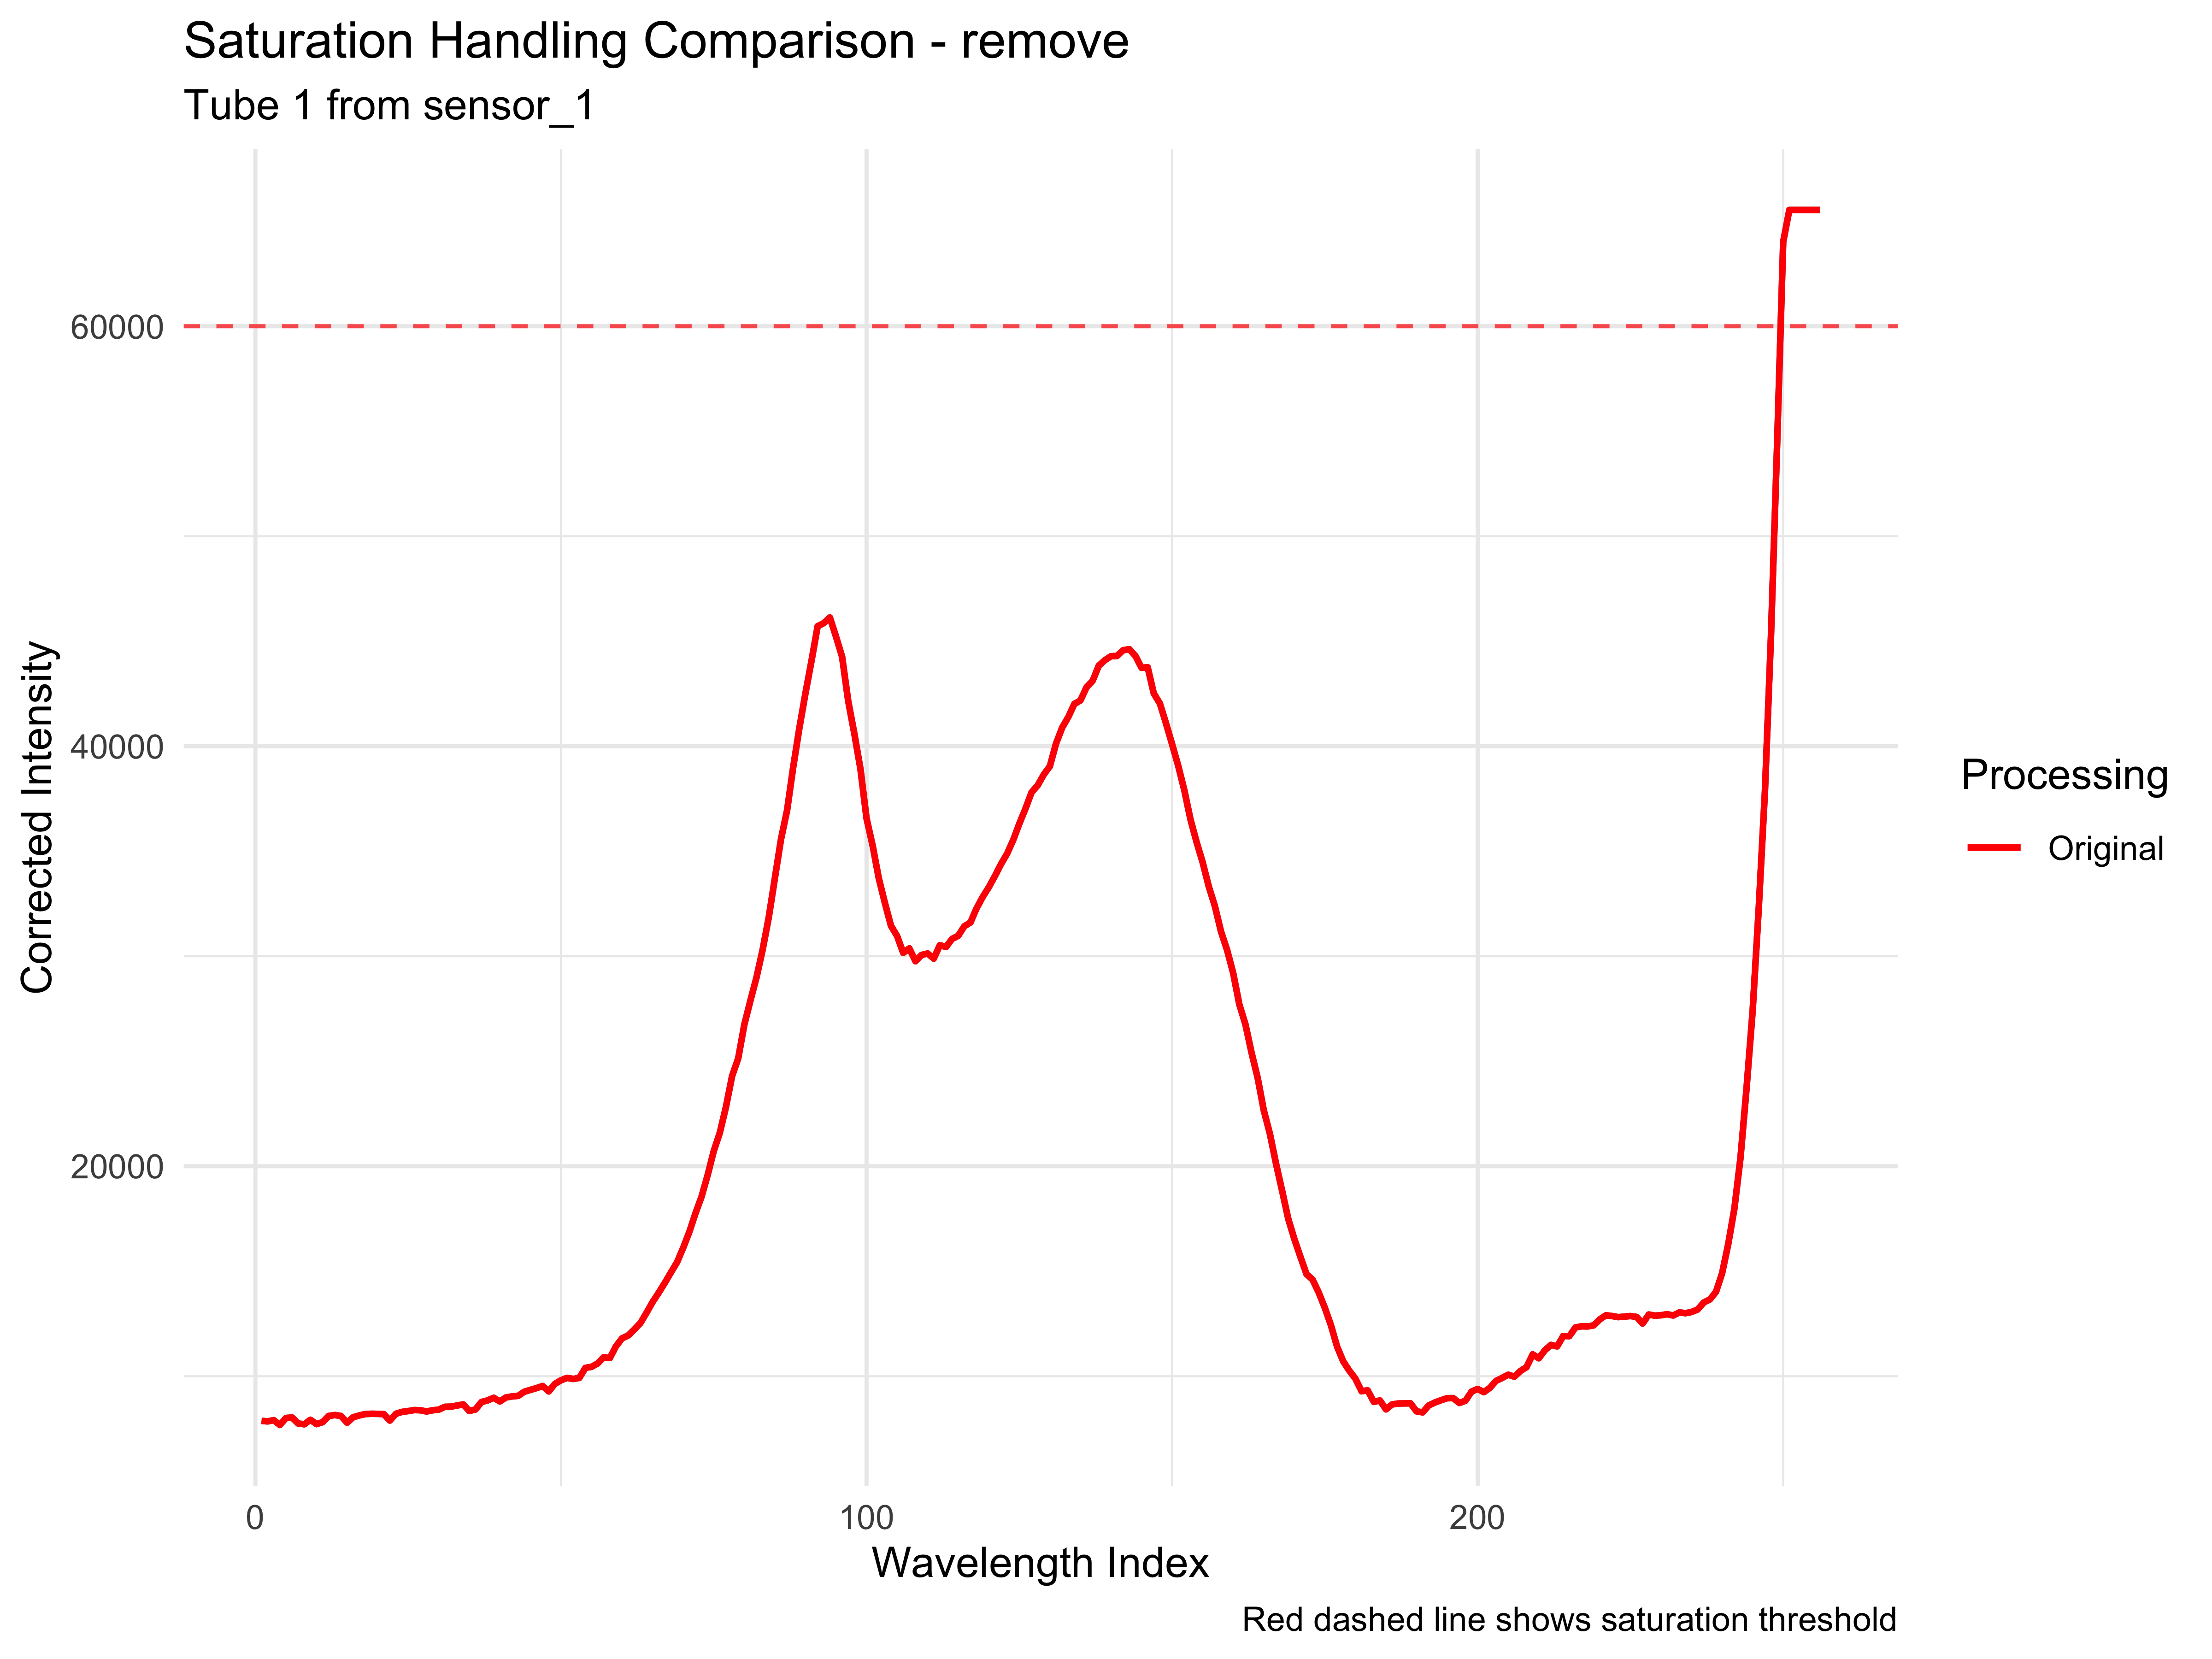 Saturation Handling Comparison - remove
Tube 1 from sensor_1
Corrected Intensity
60000
40000
20000
0
100
200
Wavelength Index
Processing
Original
Red dashed line shows saturation threshold